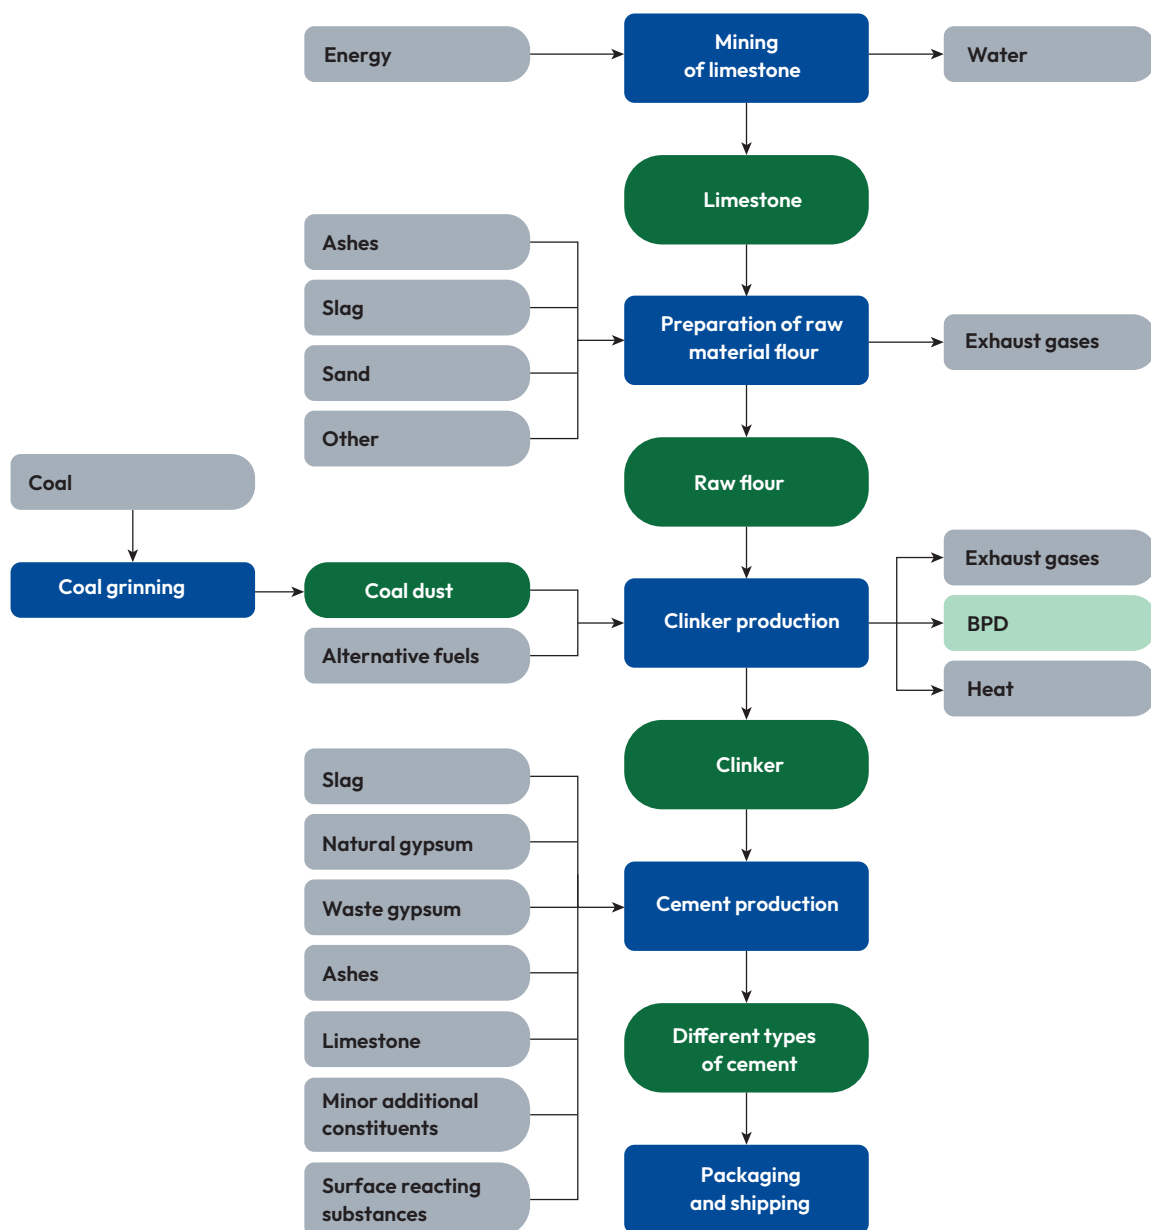 Energy
Mining
of limestone
Water
Limestone
Ashes
Slag
Sand
Other
Preparation of raw
material flour
Exhaust gases
Raw flour
Coal
Coal grinning
Coal dust
Alternative fuels
Clinker production
Exhaust gases
BPD
Heat
Clinker
Slag
Natural gypsum
Waste gypsum
Ashes
Limestone
Minor additional
constituents
Surface reacting
substances
Cement production
Different types
of cement
Packaging
and shipping